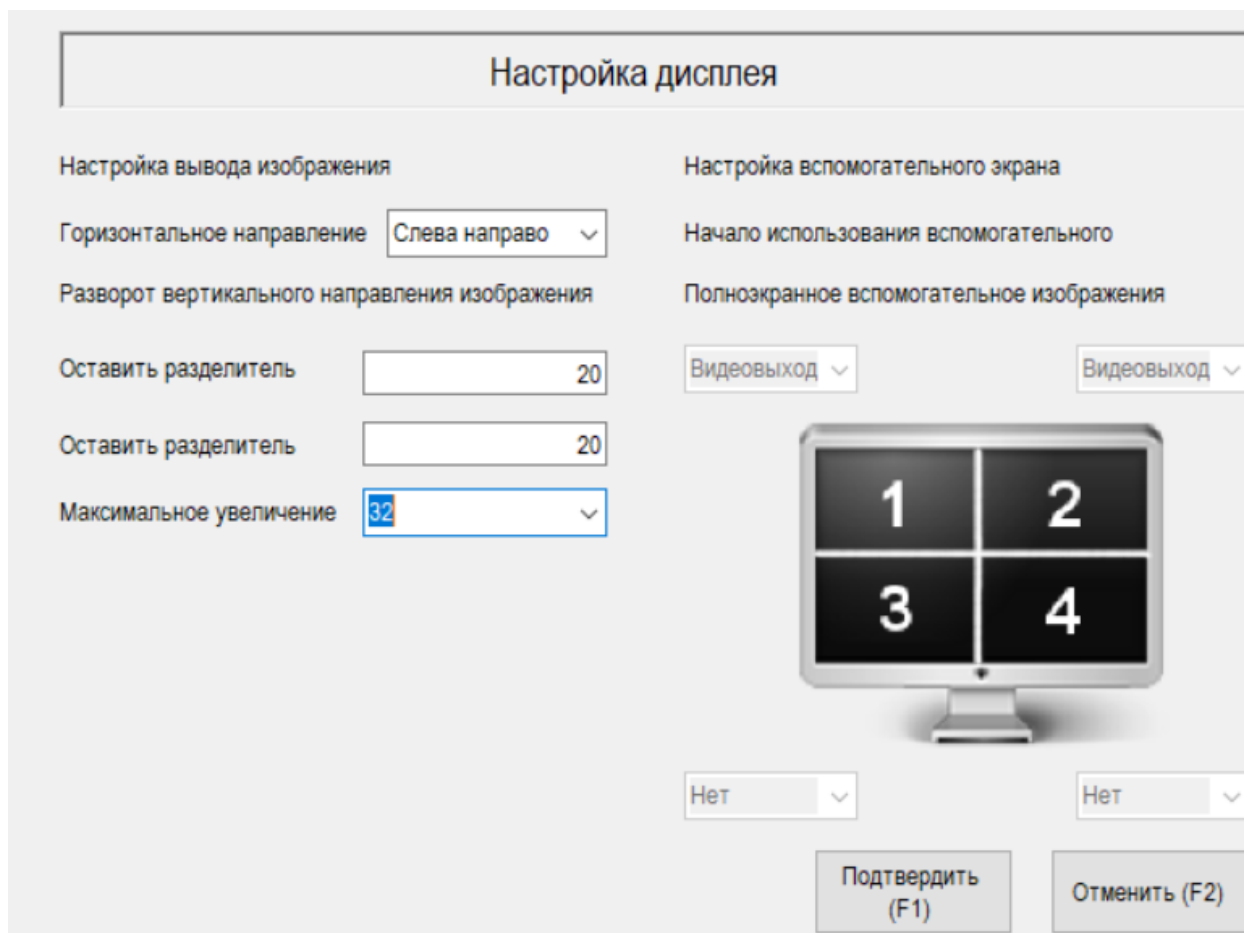 Настройка дисплея
Настройка вывода изображения
Горизонтальное направление Слева направо
Разворот вертикального направления изображения
Оставить разделитель 20
Оставить разделитель 20
Максимальное увеличение 32
Настройка вспомогательного экрана
Начало использования вспомогательного
Полноэкранное вспомогательное изображения
Видеовыход Видеовыход
1 2
3 4
Нет Нет
Подтвердить
(F1)
Отменить (F2)